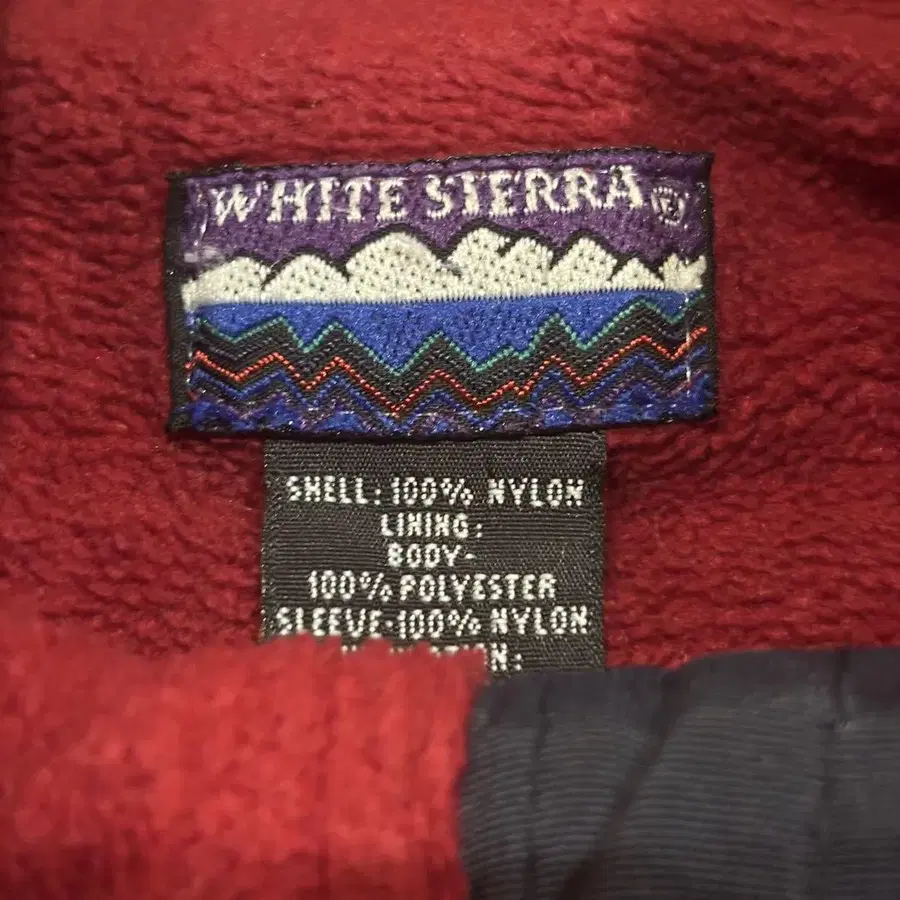 WHITE SIERRA ®
SHELL: 100% NYLON
LINING:
BODY-
100% POLYESTER
SLEEVE-100% NYLON